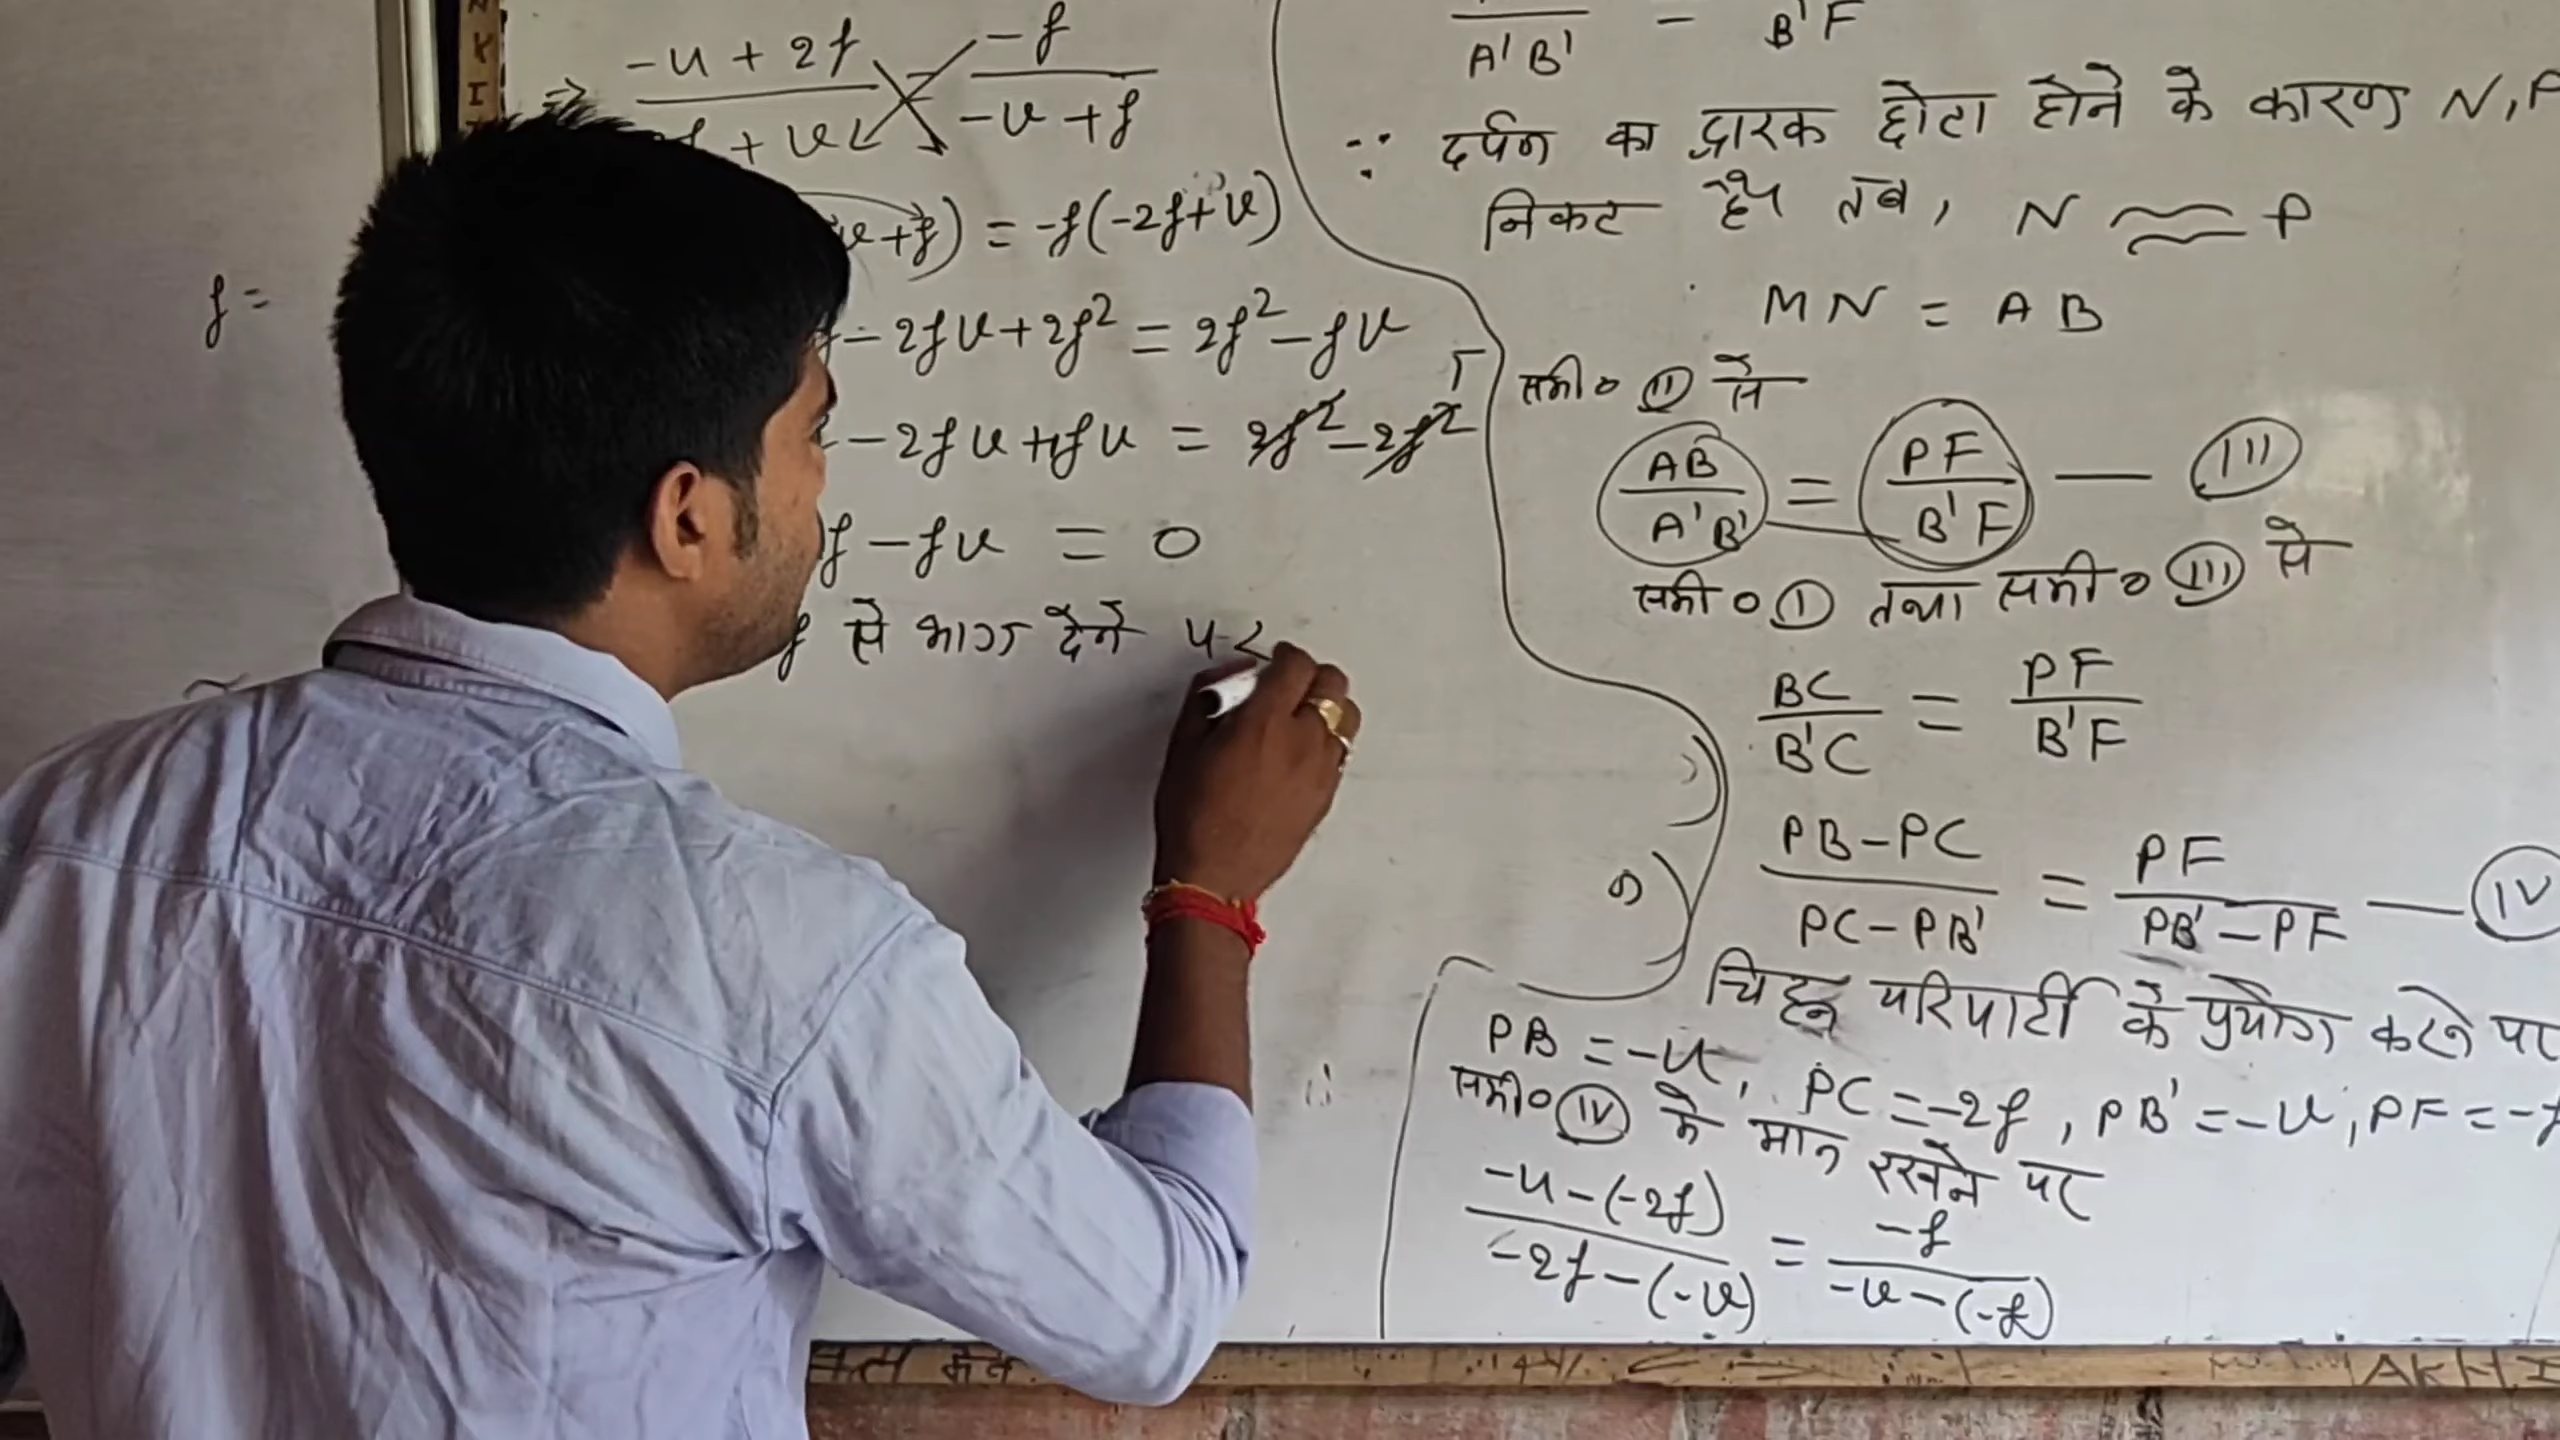 ⇒ -u + 2f / + v = -f / -v + f
f =
v + f) = -f(-2f + v)
f - 2fv + 2f² = 2f² - fv
- 2fv + fv = 2f² - 2f²
f - fv = 0
f से भाग देने पर
A'B' = B'F
∵ दर्पण का द्वारक छोटा होने के कारण N, P
निकट है तब, N ≈ P
MN = AB
समी० (II) से
AB / A'B' = PF / B'F — (III)
समी० (I) तथा समी० (III) से
BC / B'C = PF / B'F
PB - PC / PC - PB' = PF / PB' - PF — (IV)
चिह्न परिपाटी के प्रयोग करने पर
PB = -u, PC = -2f, PB' = -v, PF = -f
समी० (IV) में मान रखने पर
-u - (-2f) / -2f - (-v) = -f / -v - (-f)
AKHI